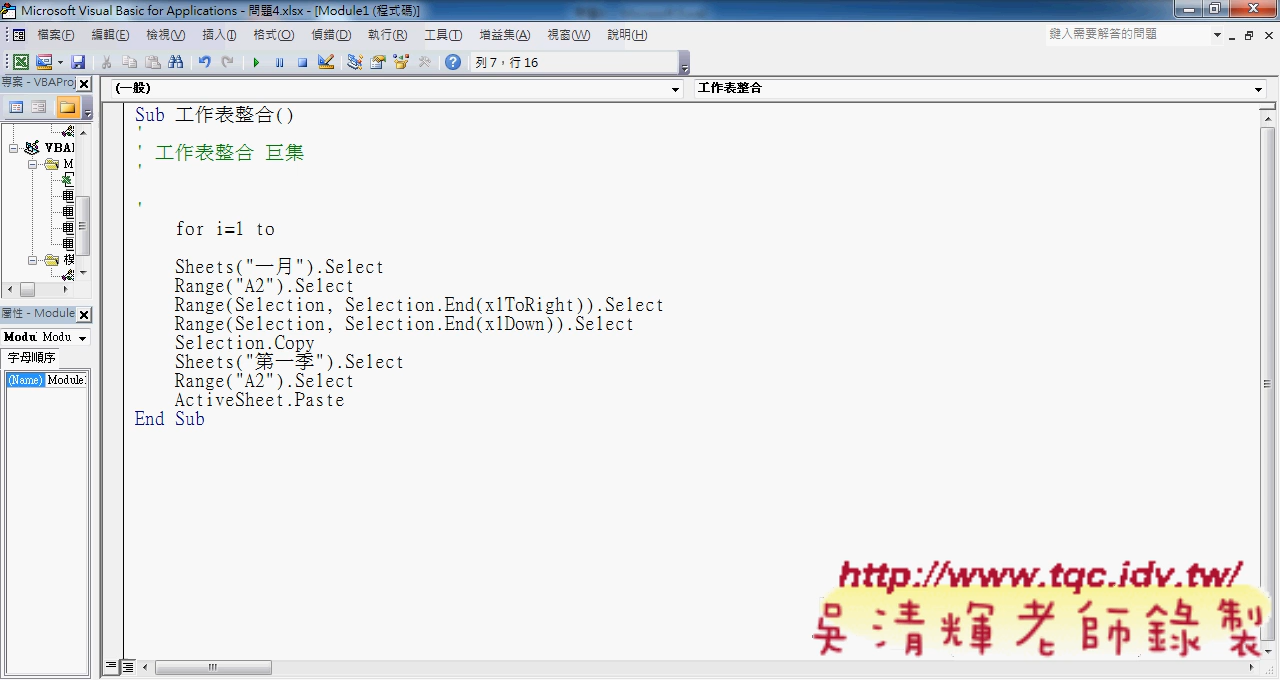 Microsoft Visual Basic for Applications - 問題4.xlsx - [Module1 (程式碼)]
檔案(F) 編輯(E) 檢視(V) 插入(I) 格式(O) 偵錯(D) 執行(R) 工具(T) 增益集(A) 視窗(W) 說明(H) 鍵入需要解答的問題
列 7，行 16
專案 - VBAProj
(一般) 工作表整合
Sub 工作表整合()
'
' 工作表整合 巨集
'
'
for i=1 to
Sheets("一月").Select
Range("A2").Select
Range(Selection, Selection.End(xlToRight)).Select
Range(Selection, Selection.End(xlDown)).Select
Selection.Copy
Sheets("第一季").Select
Range("A2").Select
ActiveSheet.Paste
End Sub
VBAI
M
模
屬性 - Module
Modu Modu
字母順序
(Name) Module
http://www.tqc.idv.tw/
吳清輝老師錄製